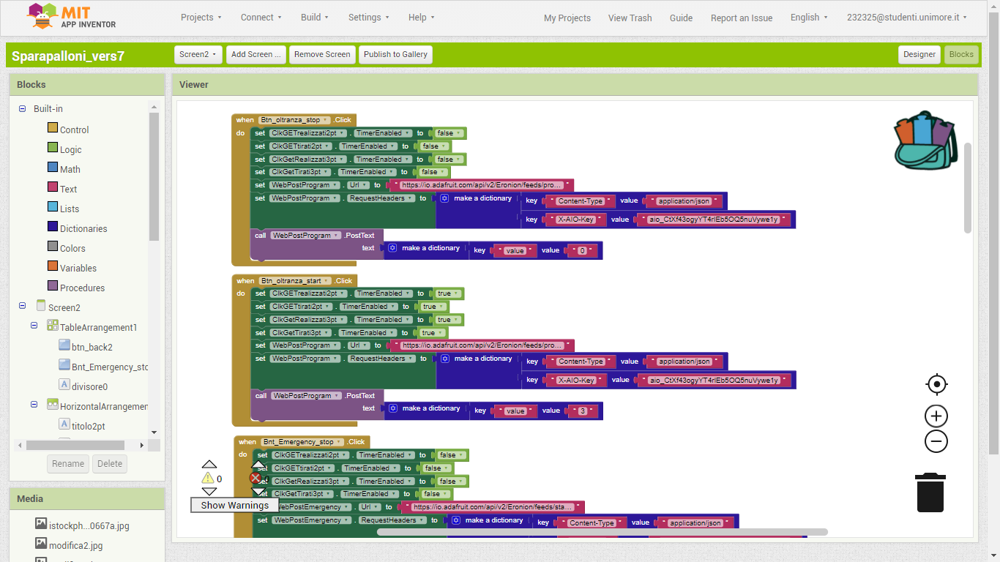 MIT
APP INVENTOR
Projects Connect Build Settings Help My Projects View Trash Guide Report an Issue English 232325@studenti.unimore.it
Sparapalloni_vers7 Screen2 Add Screen ... Remove Screen Publish to Gallery Designer Blocks
Blocks
Built-in
Control
Logic
Math
Text
Lists
Dictionaries
Colors
Variables
Procedures
Screen2
TableArrangement1
btn_back2
Bnt_Emergency_sto
divisore0
HorizontalArrangemen
titolo2pt
Rename Delete
Media
istockph...0667a.jpg
modifica2.jpg
Viewer
when Btn_oltranza_stop .Click
do set ClkGETrealizzati2pt . TimerEnabled to false
set ClkGETtirati2pt . TimerEnabled to false
set ClkGetRealizzati3pt . TimerEnabled to false
set ClkGetTirati3pt . TimerEnabled to false
set WebPostProgram . Url to " https://io.adafruit.com/api/v2/Eronion/feeds/pro... "
set WebPostProgram . RequestHeaders to make a dictionary key " Content-Type " value " application/json "
key " X-AIO-Key " value " aio_CtXf43ogyYT4rlEb5OQ5nuVywe1y "
call WebPostProgram .PostText
text make a dictionary key " value " value " 0 "
when Btn_oltranza_start .Click
do set ClkGETrealizzati2pt . TimerEnabled to true
set ClkGETtirati2pt . TimerEnabled to true
set ClkGetRealizzati3pt . TimerEnabled to true
set ClkGetTirati3pt . TimerEnabled to true
set WebPostProgram . Url to " https://io.adafruit.com/api/v2/Eronion/feeds/pro... "
set WebPostProgram . RequestHeaders to make a dictionary key " Content-Type " value " application/json "
key " X-AIO-Key " value " aio_CtXf43ogyYT4rlEb5OQ5nuVywe1y "
call WebPostProgram .PostText
text make a dictionary key " value " value " 3 "
when Bnt_Emergency_stop .Click
do set ClkGETrealizzati2pt . TimerEnabled to false
set ClkGETtirati2pt . TimerEnabled to false
set ClkGetRealizzati3pt . TimerEnabled to false
set ClkGetTirati3pt . TimerEnabled to false
WebPostEmergency . Url to " https://io.adafruit.com/api/v2/Eronion/feeds/sta... "
set WebPostEmergency . RequestHeaders to make a dictionary key " Content-Type " value " application/json "
0 0
Show Warnings